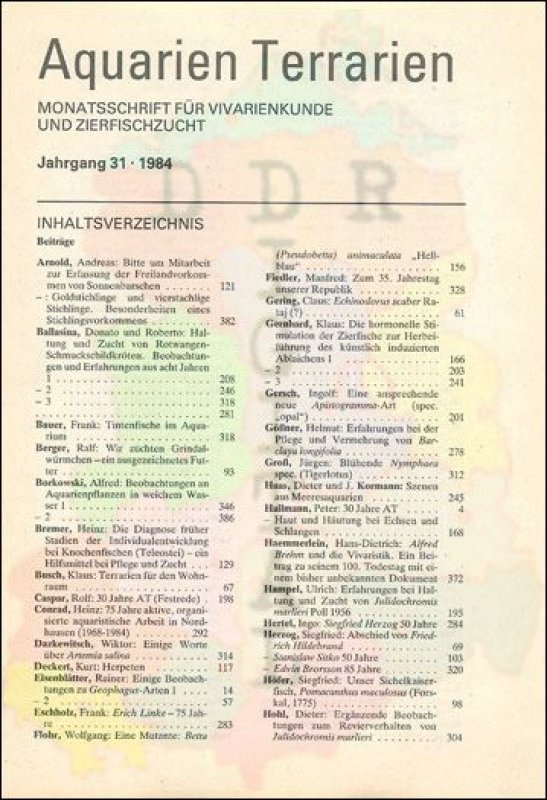 Aquarien Terrarien
MONATSSCHRIFT FÜR VIVARIENKUNDE
UND ZIERFISCHZUCHT
Jahrgang 31 · 1984
INHALTSVERZEICHNIS
Beiträge
Arnold, Andreas: Bitte um Mitarbeit
zur Erfassung der Freilandvorkom-
men von Sonnenbarschen . . . . . . . 121
–: Goldstichlinge und vierstachlige
Stichlinge. Besonderheiten eines
Stichlingsvorkommens . . . . . . . . 382
Ballasina, Donato und Roberto: Hal-
tung und Zucht von Rotwangen-
Schmuckschildkröten. Beobachtun-
gen und Erfahrungen aus acht Jahren
1 . . . . . . . . . . . . . . . . . . . 208
– 2 . . . . . . . . . . . . . . . . . . 246
– 3 . . . . . . . . . . . . . . . . . . 318
. . . . . . . . . . . . . . . . . . . . 281
Bauer, Frank: Tintenfische im Aqua-
rium . . . . . . . . . . . . . . . . . 318
Berger, Ralf: Wir züchten Grindal-
würmchen – ein ausgezeichnetes Fut-
ter . . . . . . . . . . . . . . . . . . 93
Borkowski, Alfred: Beobachtungen an
Aquarienpflanzen in weichem Was-
ser 1 . . . . . . . . . . . . . . . . . 346
– 2 . . . . . . . . . . . . . . . . . . 386
Bremer, Heinz: Die Diagnose früher
Stadien der Individualentwicklung
bei Knochenfischen (Teleostei) – ein
Hilfsmittel bei Pflege und Zucht . . . 129
Busch, Klaus: Terrarien für den Wohn-
raum . . . . . . . . . . . . . . . . . 67
Caspar, Rolf: 30 Jahre AT (Festrede) . 198
Conrad, Heinz: 75 Jahre aktive, organi-
sierte aquaristische Arbeit in Nord-
hausen (1968-1984) . . . . . . 292
Dazkewitsch, Wiktor: Einige Worte
über Artemia salina . . . . . . . . . 314
Deckert, Kurt: Herpeten . . . . . . . 117
Eisenblätter, Rainer: Einige Beobach-
tungen zu Geophagus-Arten 1 . . . . 14
– 2 . . . . . . . . . . . . . . . . . . 57
Eschholz, Frank: Erich Linke – 75 Jah-
re . . . . . . . . . . . . . . . . . . 283
Flohr, Wolfgang: Eine Mutante: Betta
(Pseudobetta) animaculata „Hell-
blau“ . . . . . . . . . . . . . . . . . 156
Fiedler, Manfred: Zum 35. Jahrestag
unserer Republik . . . . . . . . . . . 328
Gering, Claus: Echinodorus scaber Ra-
taj (?) . . . . . . . . . . . . . . . . 61
Gernhard, Klaus: Die hormonelle Sti-
mulation der Zierfische zur Herbei-
führung des künstlich induzierten
Ablaichens 1 . . . . . . . . . . . . . 166
– 2 . . . . . . . . . . . . . . . . . . 203
– 3 . . . . . . . . . . . . . . . . . . 241
Gersch, Ingolf: Eine ansprechende
neue Apistogramma-Art (spec.
„opal“) . . . . . . . . . . . . . . . . 201
Gößner, Helmut: Erfahrungen bei der
Pflege und Vermehrung von Bar-
claya longifolia . . . . . . . . . . . 278
Groß, Jürgen: Blühende Nymphara
spec. (Tigerlotus) . . . . . . . . . . 312
Haas, Dieter und J. Kormann: Szenen
aus Meeresaquarien . . . . . . . . . 245
Hallmann, Peter: 30 Jahre AT . . . . 4
– Haut und Häutung bei Echsen und
Schlangen . . . . . . . . . . . . . . . 168
Haemmerlein, Hans-Dietrich: Alfred
Brehm und die Vivaristik. Ein Bei-
trag zu seinem 100. Todestag mit ei-
nem bisher unbekannten Dokument 372
Hampel, Ulrich: Erfahrungen bei Hal-
tung und Zucht von Julidochromis
marlieri Poll 1956 . . . . . . . . . . 195
Hertel, Ingo: Siegfried Herzog 50 Jahre 284
Herzog, Siegfried: Abschied von Fried-
rich Hildebrand . . . . . . . . . . . 69
– Stanislaw Sitko 50 Jahre . . . . . . 103
– Edwin Brorsson 85 Jahre . . . . . . 320
Höfer, Siegfried: Unser Sichelkaiser-
fisch, Pomacanthus maculosus (Fors-
kal, 1775) . . . . . . . . . . . . . . . 98
Hohl, Dieter: Ergänzende Beobach-
tungen zum Revierverhalten von
Julidochromis marlieri . . . . . . . . 304
DDR